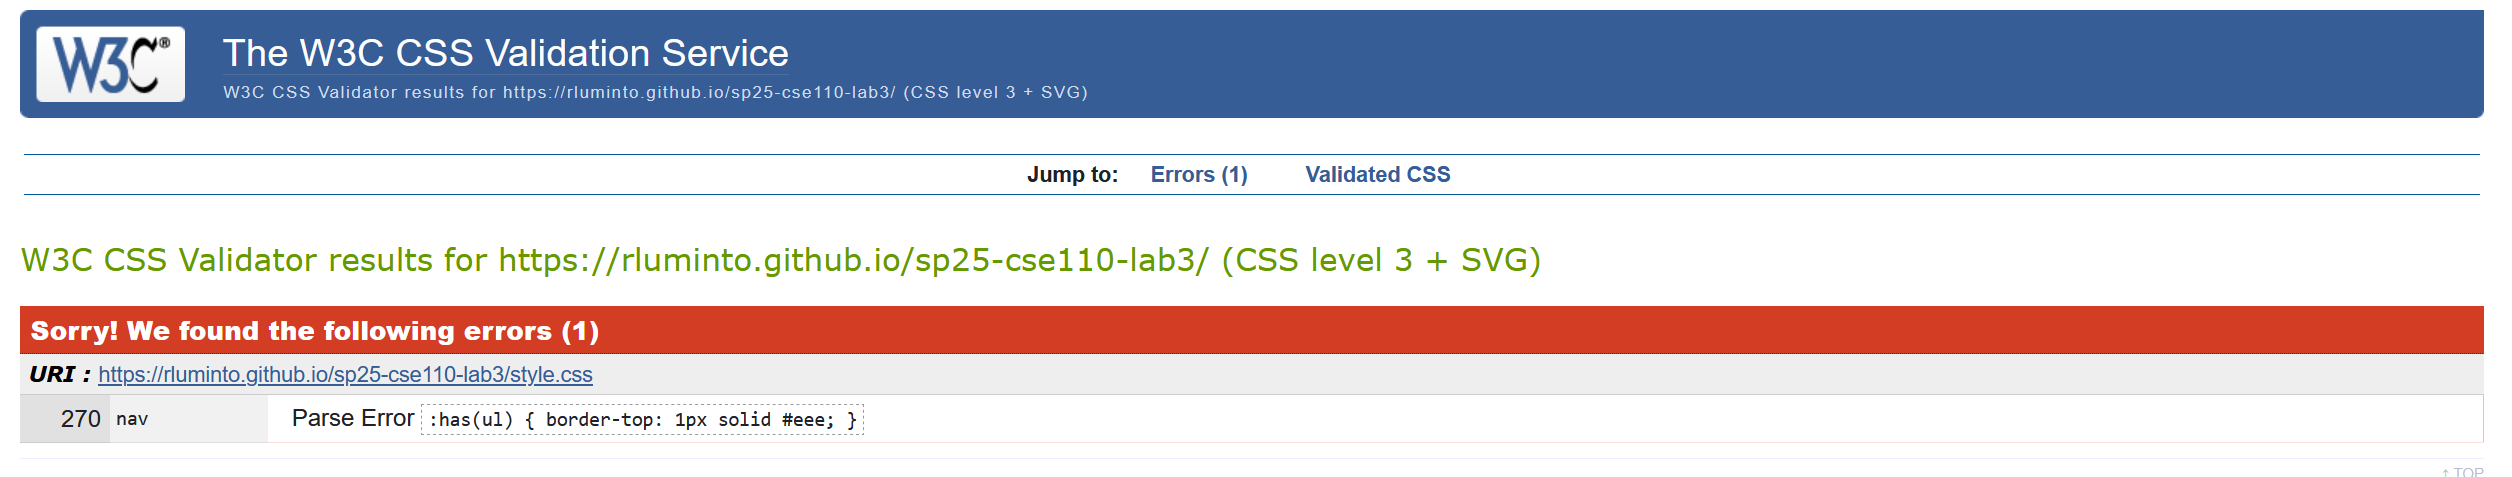 W3C®
The W3C CSS Validation Service
W3C CSS Validator results for https://rluminto.github.io/sp25-cse110-lab3/ (CSS level 3 + SVG)
Jump to: Errors (1) Validated CSS
W3C CSS Validator results for https://rluminto.github.io/sp25-cse110-lab3/ (CSS level 3 + SVG)
Sorry! We found the following errors (1)
URI : https://rluminto.github.io/sp25-cse110-lab3/style.css
270 nav Parse Error :has(ul) { border-top: 1px solid #eee; }
↑ TOP